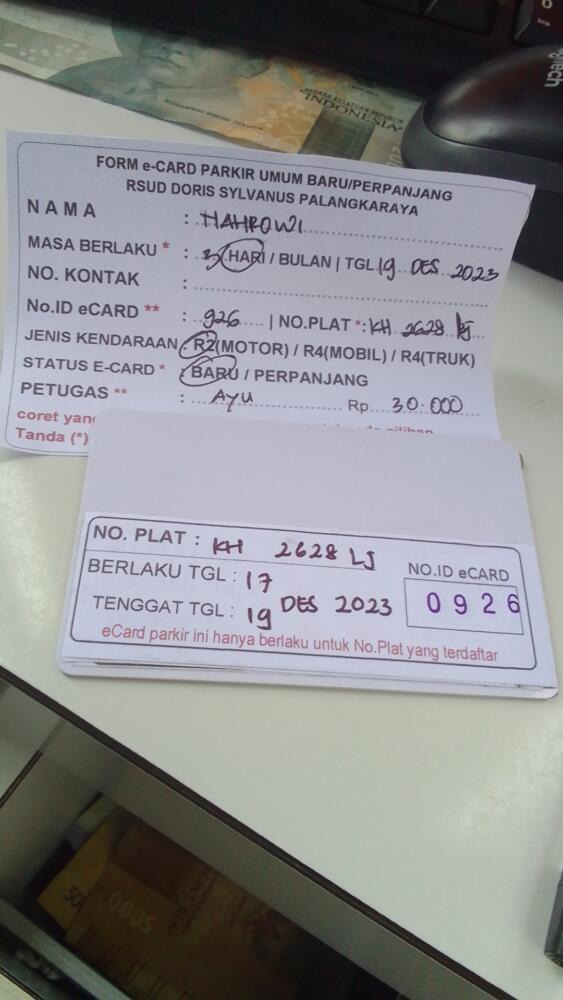 INDONESIA
FORM e-CARD PARKIR UMUM BARU/PERPANJANG
RSUD DORIS SYLVANUS PALANGKARAYA
NAMA : HAHROWI
MASA BERLAKU * : 3 HARI / BULAN | TGL 19 DES 2023
NO. KONTAK :
No.ID eCARD ** : 926 | NO.PLAT *: KH 2628 LJ
JENIS KENDARAAN R2(MOTOR) / R4(MOBIL) / R4(TRUK)
STATUS E-CARD * : BARU / PERPANJANG
PETUGAS ** : AYU Rp. 30.000
coret yang pilihan
Tanda (*)
NO. PLAT : KH 2628 LJ
BERLAKU TGL : 17
NO.ID eCARD
TENGGAT TGL : 19 DES 2023
0926
eCard parkir ini hanya berlaku untuk No.Plat yang terdaftar
5000